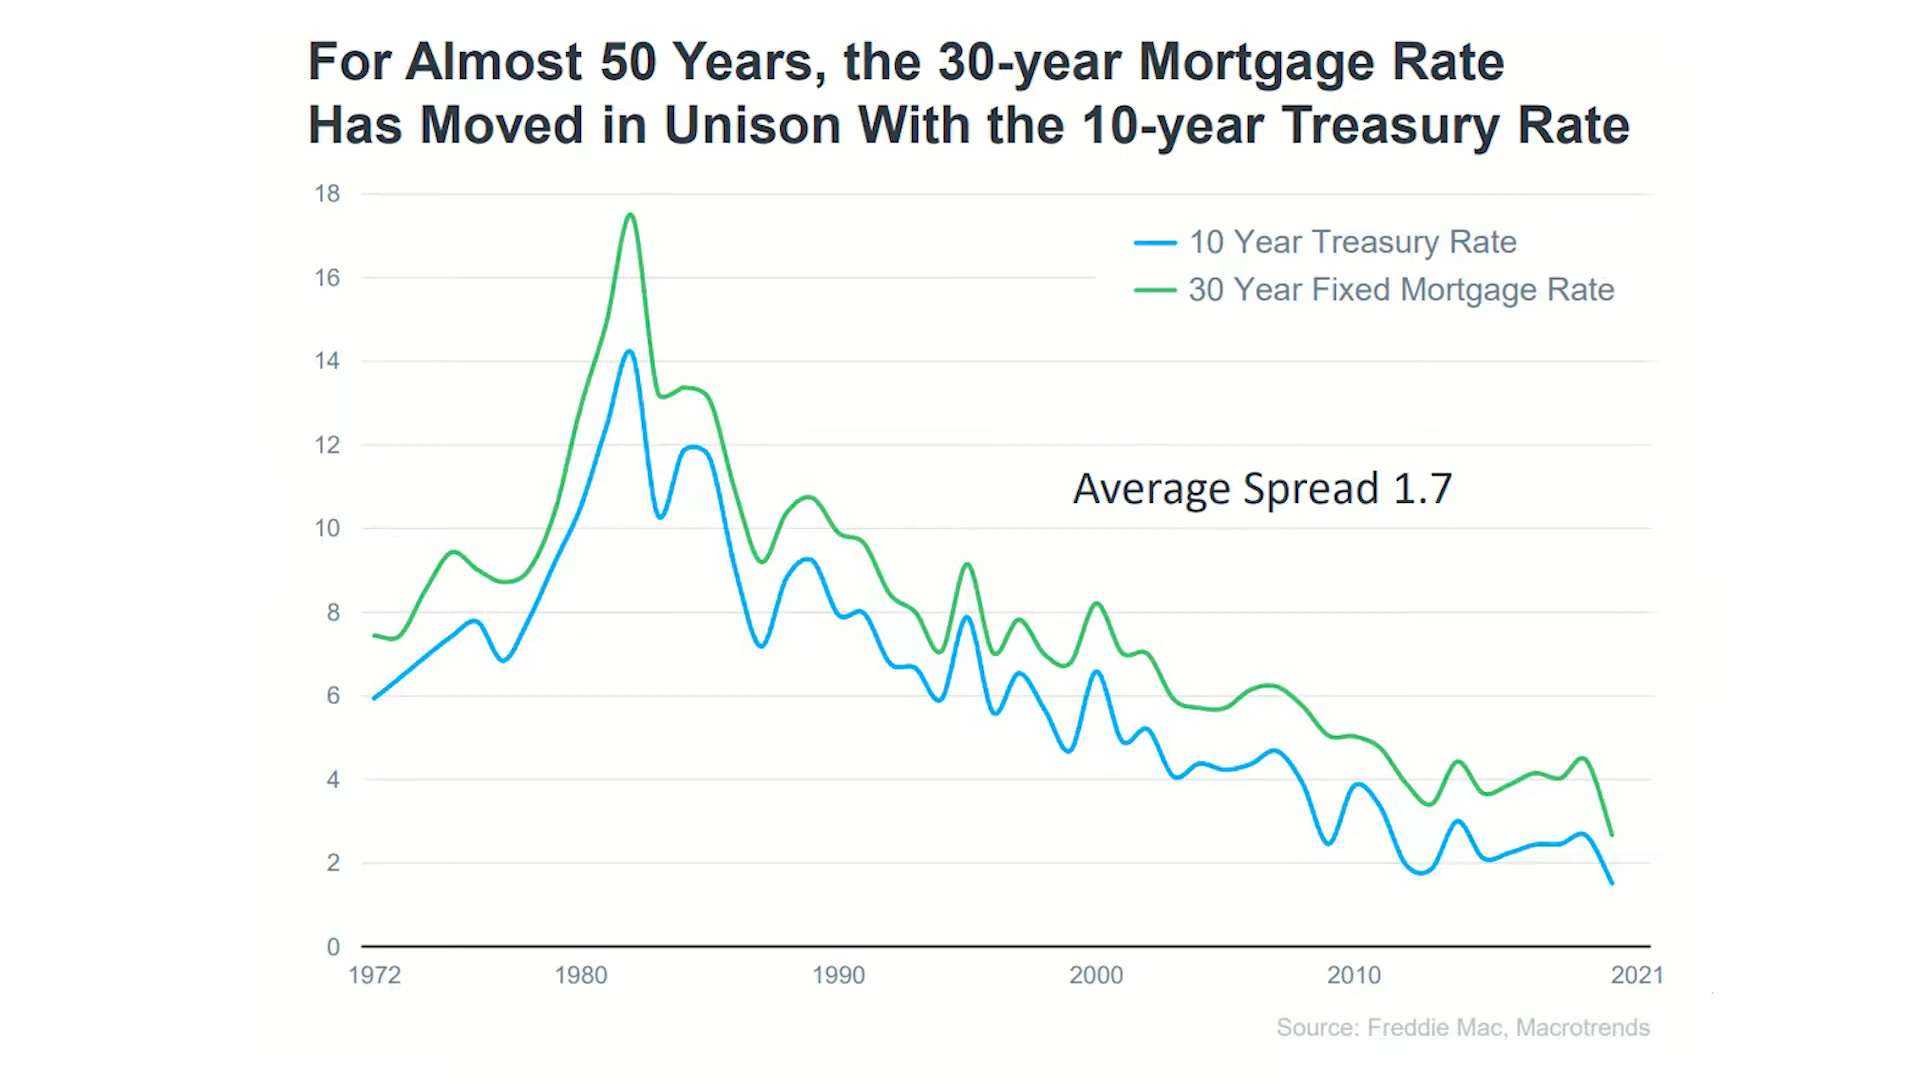 For Almost 50 Years, the 30-year Mortgage Rate
Has Moved in Unison With the 10-year Treasury Rate
18
10 Year Treasury Rate
16
30 Year Fixed Mortgage Rate
14
12
Average Spread 1.7
10
8
6
4
2
0
1972 1980 1990 2000 2010 2021
Source: Freddie Mac, Macrotrends